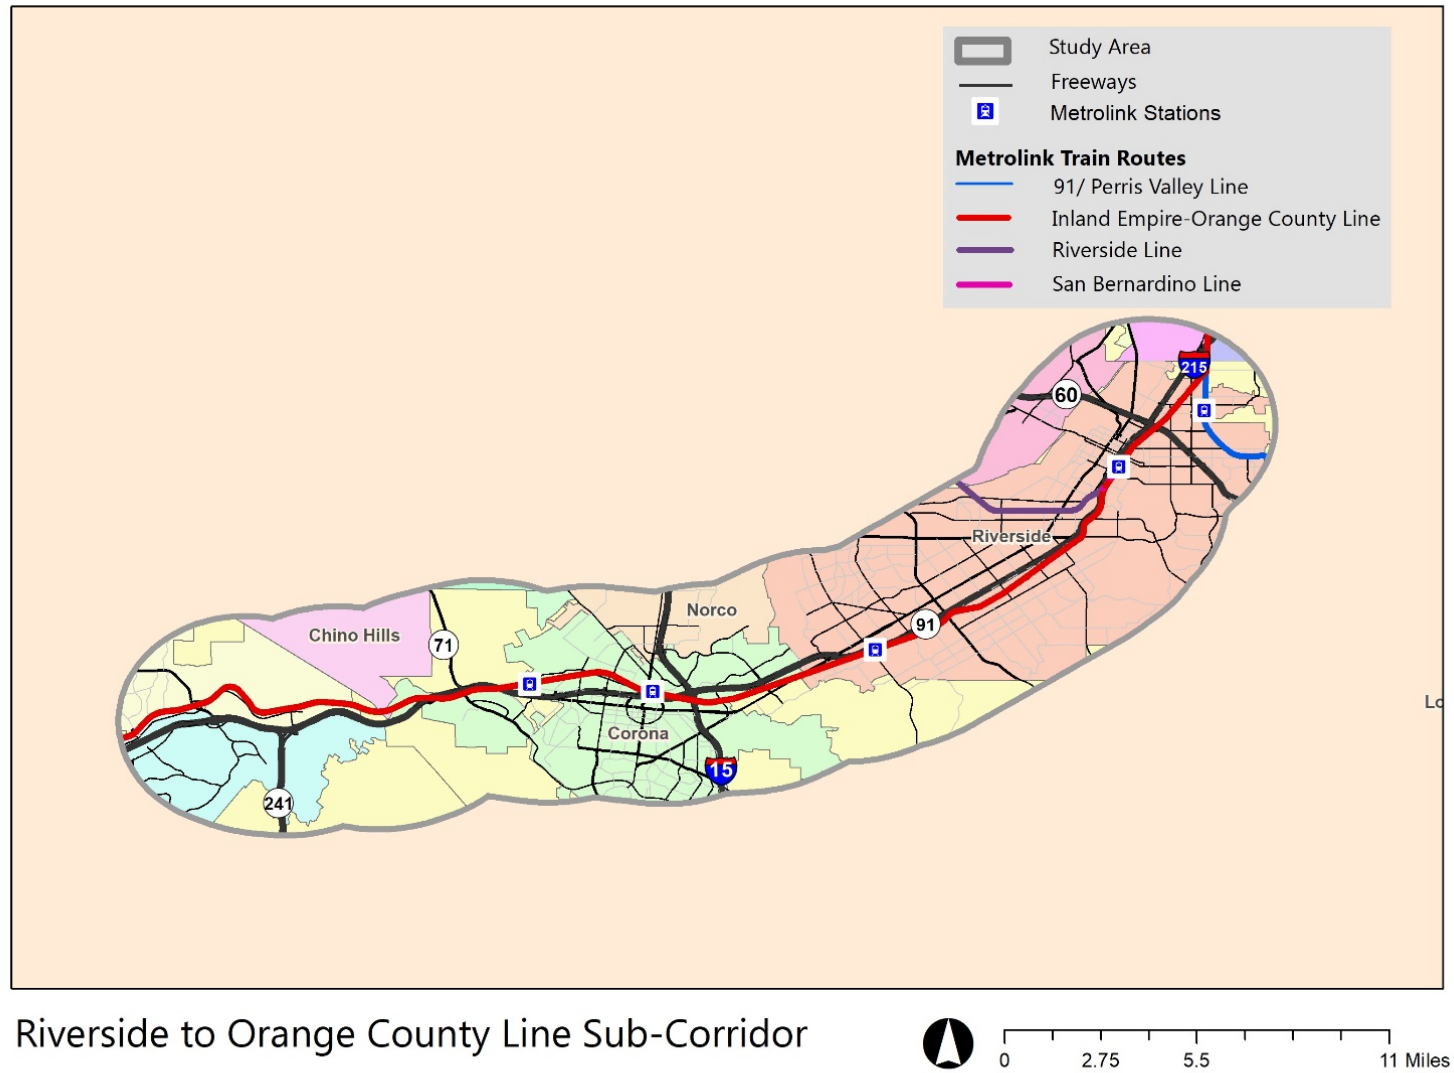 Study Area
Freeways
Metrolink Stations
Metrolink Train Routes
91/ Perris Valley Line
Inland Empire-Orange County Line
Riverside Line
San Bernardino Line
215
60
Riverside
Norco
91
Chino Hills
71
Lo
Corona
15
241
Riverside to Orange County Line Sub-Corridor
0 2.75 5.5 11 Miles